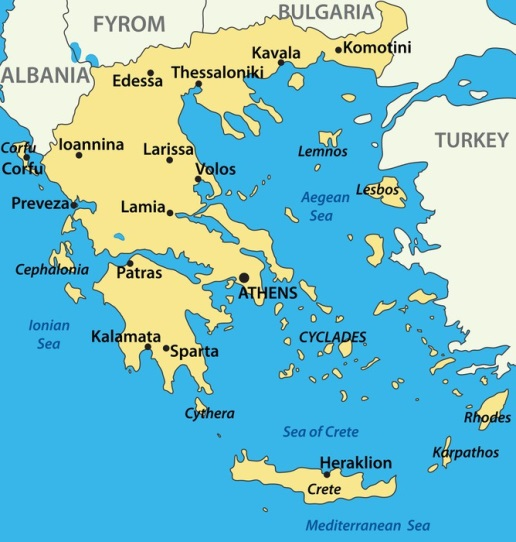 BULGARIA
FYROM
Kavala
Komotini
ALBANIA
Edessa
Thessaloniki
TURKEY
Corfu
Ioannina
Larissa
Lemnos
Corfu
Volos
Aegean
Sea
Lesbos
Preveza
Lamia
Cephalonia
Patras
ATHENS
Ionian
Sea
Kalamata
Sparta
CYCLADES
Cythera
Rhodes
Sea of Crete
Karpathos
Heraklion
Crete
Mediterranean Sea